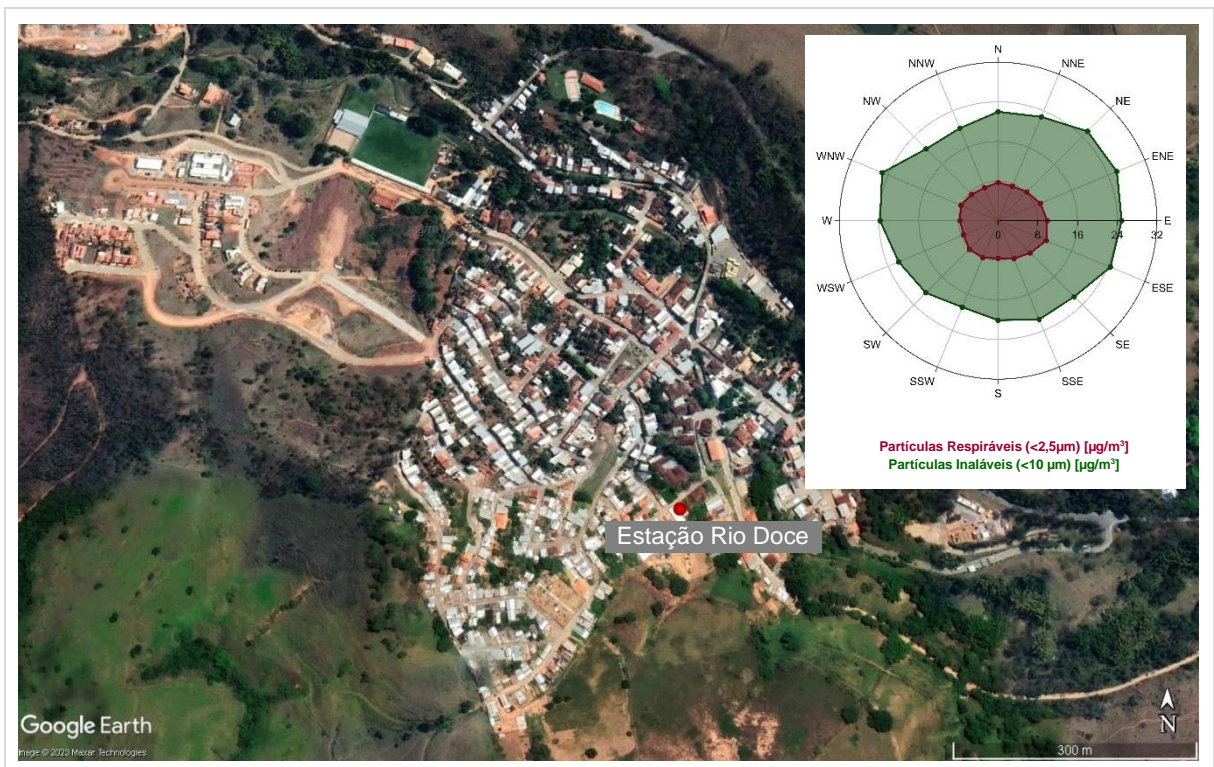 N
NNW
NNE
NW
NE
WNW
ENE
W
E
0 8 16 24 32
WSW
ESE
SW
SE
SSW
SSE
S
Partículas Respiráveis (<2,5µm) [µg/m³]
Partículas Inaláveis (<10 µm) [µg/m³]
Estação Rio Doce
Google Earth
Image © 2023 Maxar Technologies
N
300 m